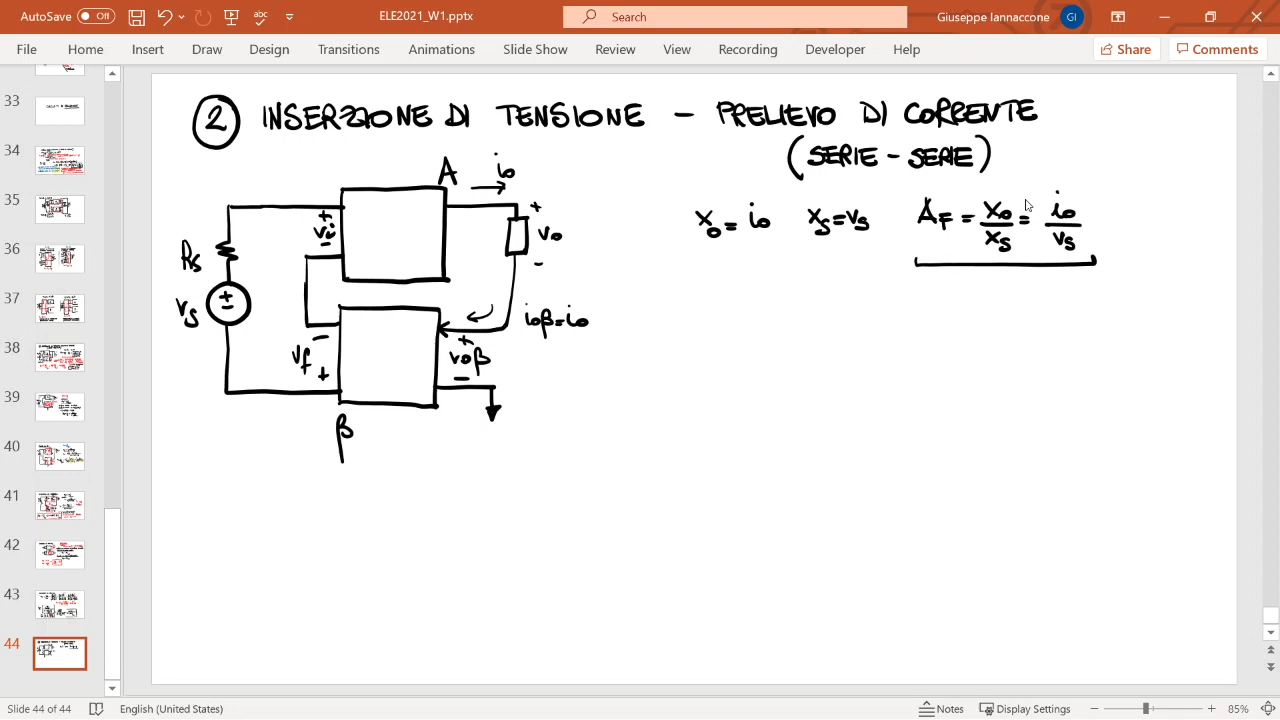 AutoSave Off
ELE2021_W1.pptx
Search
Giuseppe Iannaccone GI
File Home Insert Draw Design Slide Show Transitions Animations Review View Recording Developer Help Share Comments
33
34
35
36
37
38
39
40
41
42
43
44
② INSERZIONE DI TENSIONE - PRELIEVO DI CORRENTE
(SERIE - SERIE)
A io
+ vi -
+ vo -
Rs
vs + -
xo = io xs = vs AF = xo/xs = io/vs
ioβ = io
- vf +
+ voβ -
β
Slide 44 of 44 English (United States) Notes Display Settings - + 85%